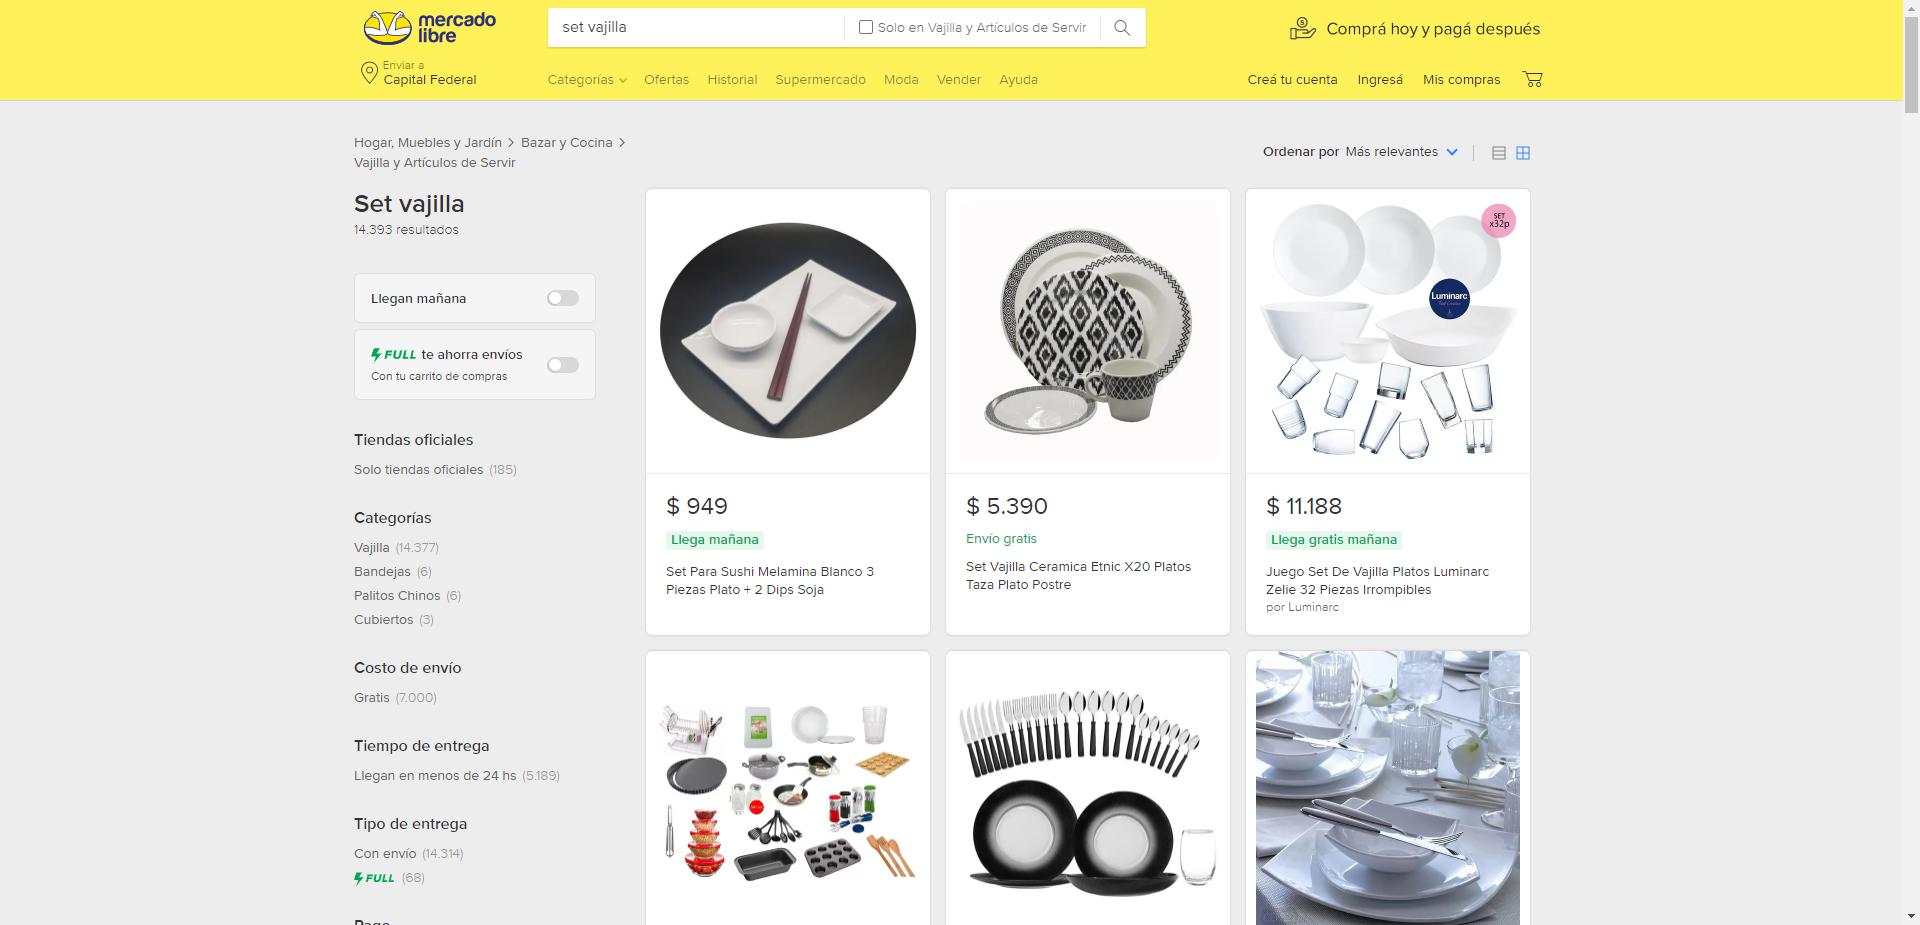 mercado
libre
set vajilla
Solo en Vajilla y Artículos de Servir
Comprá hoy y pagá después
Enviar a
Capital Federal
Categorías
Ofertas
Historial
Supermercado
Moda
Vender
Ayuda
Creá tu cuenta
Ingresá
Mis compras
Hogar, Muebles y Jardín > Bazar y Cocina >
Vajilla y Artículos de Servir
Ordenar por Más relevantes
Set vajilla
14.393 resultados
Llegan mañana
FULL te ahorra envíos
Con tu carrito de compras
Tiendas oficiales
Solo tiendas oficiales (185)
Categorías
Vajilla (14.377)
Bandejas (6)
Palitos Chinos (6)
Cubiertos (3)
Costo de envío
Gratis (7.000)
Tiempo de entrega
Llegan en menos de 24 hs (5.189)
Tipo de entrega
Con envío (14.314)
FULL (68)
Pago
$ 949
Llega mañana
Set Para Sushi Melamina Blanco 3
Piezas Plato + 2 Dips Soja
$ 5.390
Envío gratis
Set Vajilla Ceramica Etnic X20 Platos
Taza Plato Postre
SET
x32p
Luminarc
$ 11.188
Llega gratis mañana
Juego Set De Vajilla Platos Luminarc
Zelie 32 Piezas Irrompibles
por Luminarc